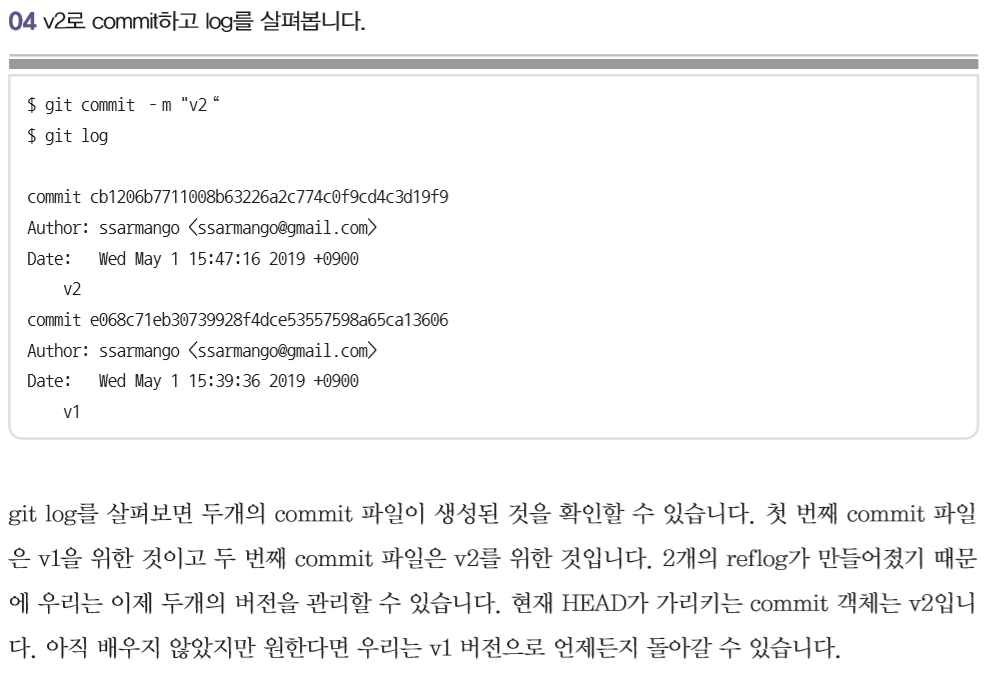 04 v2로 commit하고 log를 살펴봅니다.
$ git commit -m "v2 “
$ git log
commit cb1206b7711008b63226a2c774c0f9cd4c3d19f9
Author: ssarmango <ssarmango@gmail.com>
Date:   Wed May 1 15:47:16 2019 +0900
    v2
commit e068c71eb30739928f4dce53557598a65ca13606
Author: ssarmango <ssarmango@gmail.com>
Date:   Wed May 1 15:39:36 2019 +0900
    v1
git log를 살펴보면 두개의 commit 파일이 생성된 것을 확인할 수 있습니다. 첫 번째 commit 파일
은 v1을 위한 것이고 두 번째 commit 파일은 v2를 위한 것입니다. 2개의 reflog가 만들어졌기 때문
에 우리는 이제 두개의 버전을 관리할 수 있습니다. 현재 HEAD가 가리키는 commit 객체는 v2입니
다. 아직 배우지 않았지만 원한다면 우리는 v1 버전으로 언제든지 돌아갈 수 있습니다.